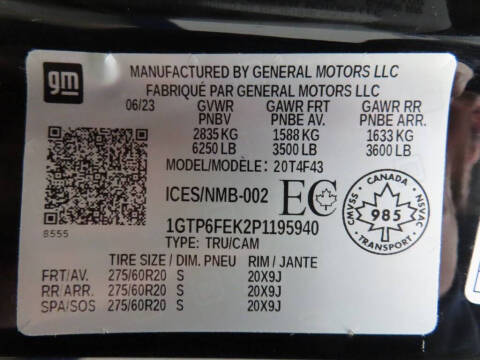 gm
MANUFACTURED BY GENERAL MOTORS LLC
FABRIQUÉ PAR GENERAL MOTORS LLC
06/23 GVWR GAWR FRT GAWR RR
PNBV PNBE AV. PNBE ARR.
2835 KG 1588 KG 1633 KG
6250 LB 3500 LB 3600 LB
MODEL/MODÈLE: 20T4F43
ICES/NMB-002 EC
1GTP6FEK2P1195940
TYPE: TRU/CAM
8555
CANADA
CMVSS 985 NSVAC
TRANSPORT
TIRE SIZE / DIM. PNEU RIM / JANTE
FRT/AV. 275/60R20 S 20X9J
RR/ARR. 275/60R20 S 20X9J
SPA/SOS 275/60R20 S 20X9J